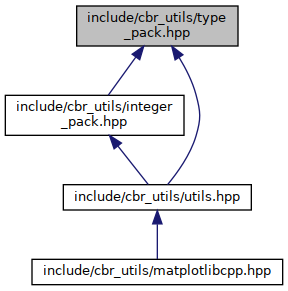 include/cbr_utils/type
_pack.hpp
include/cbr_utils/integer
_pack.hpp
include/cbr_utils/utils.hpp
include/cbr_utils/matplotlibcpp.hpp